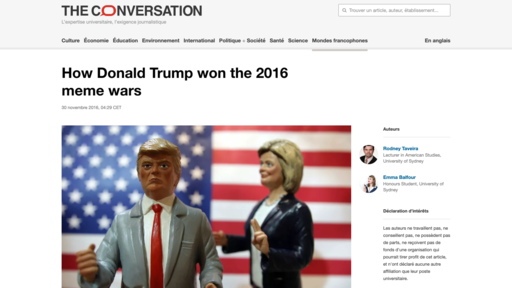 THE CONVERSATION
L'expertise universitaire, l'exigence journalistique
Trouver un article, auteur, établissement...
Culture Économie Éducation Environnement International Politique – Société Santé Science Mondes francophones En anglais
How Donald Trump won the 2016
meme wars
30 novembre 2016, 04:29 CET
Auteurs
Rodney Taveira
Lecturer in American Studies,
University of Sydney
Emma Balfour
Honours Student, University of
Sydney
Déclaration d'intérêts
Les auteurs ne travaillent pas, ne
conseillent pas, ne possèdent pas
de parts, ne reçoivent pas de
fonds d'une organisation qui
pourrait tirer profit de cet article,
et n'ont déclaré aucune autre
affiliation que leur poste
universitaire.